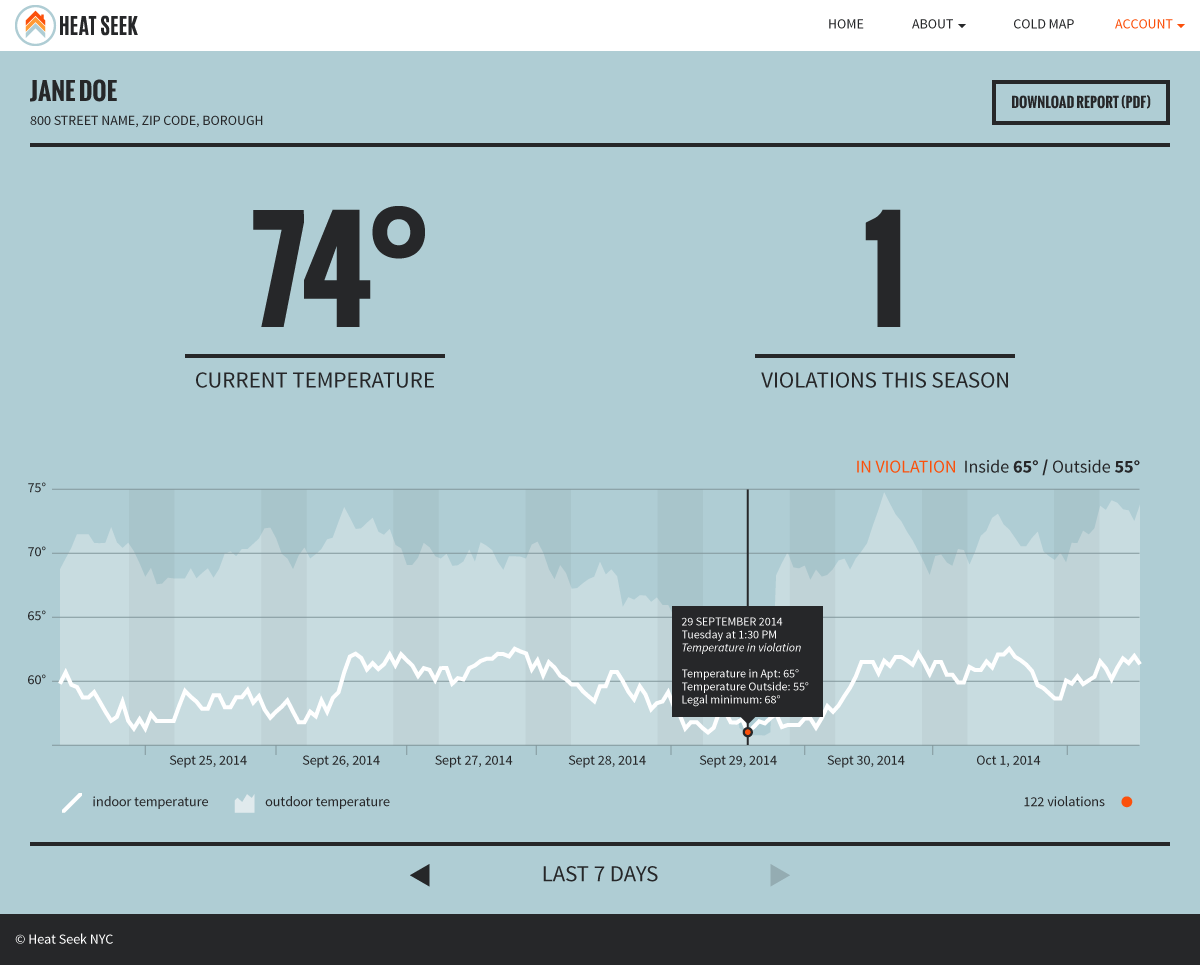 HEAT SEEK
HOME ABOUT COLD MAP ACCOUNT
JANE DOE
800 STREET NAME, ZIP CODE, BOROUGH
DOWNLOAD REPORT (PDF)
74° 1
CURRENT TEMPERATURE VIOLATIONS THIS SEASON
IN VIOLATION Inside 65° / Outside 55°
75°
70°
65°
60°
29 SEPTEMBER 2014
Tuesday at 1:30 PM
Temperature in violation
Temperature in Apt: 65°
Temperature Outside: 55°
Legal minimum: 68°
Sept 25, 2014 Sept 26, 2014 Sept 27, 2014 Sept 28, 2014 Sept 29, 2014 Sept 30, 2014 Oct 1, 2014
indoor temperature outdoor temperature 122 violations
LAST 7 DAYS
© Heat Seek NYC